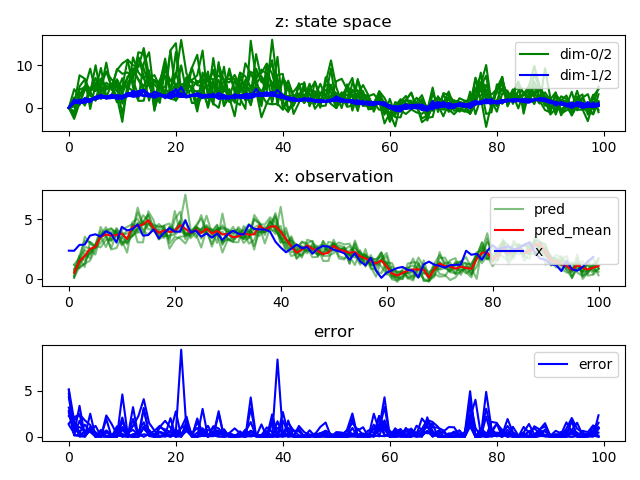 z: state space
10
0
dim-0/2
dim-1/2
0 20 40 60 80 100
x: observation
5
0
pred
pred_mean
x
0 20 40 60 80 100
error
5
0
error
0 20 40 60 80 100